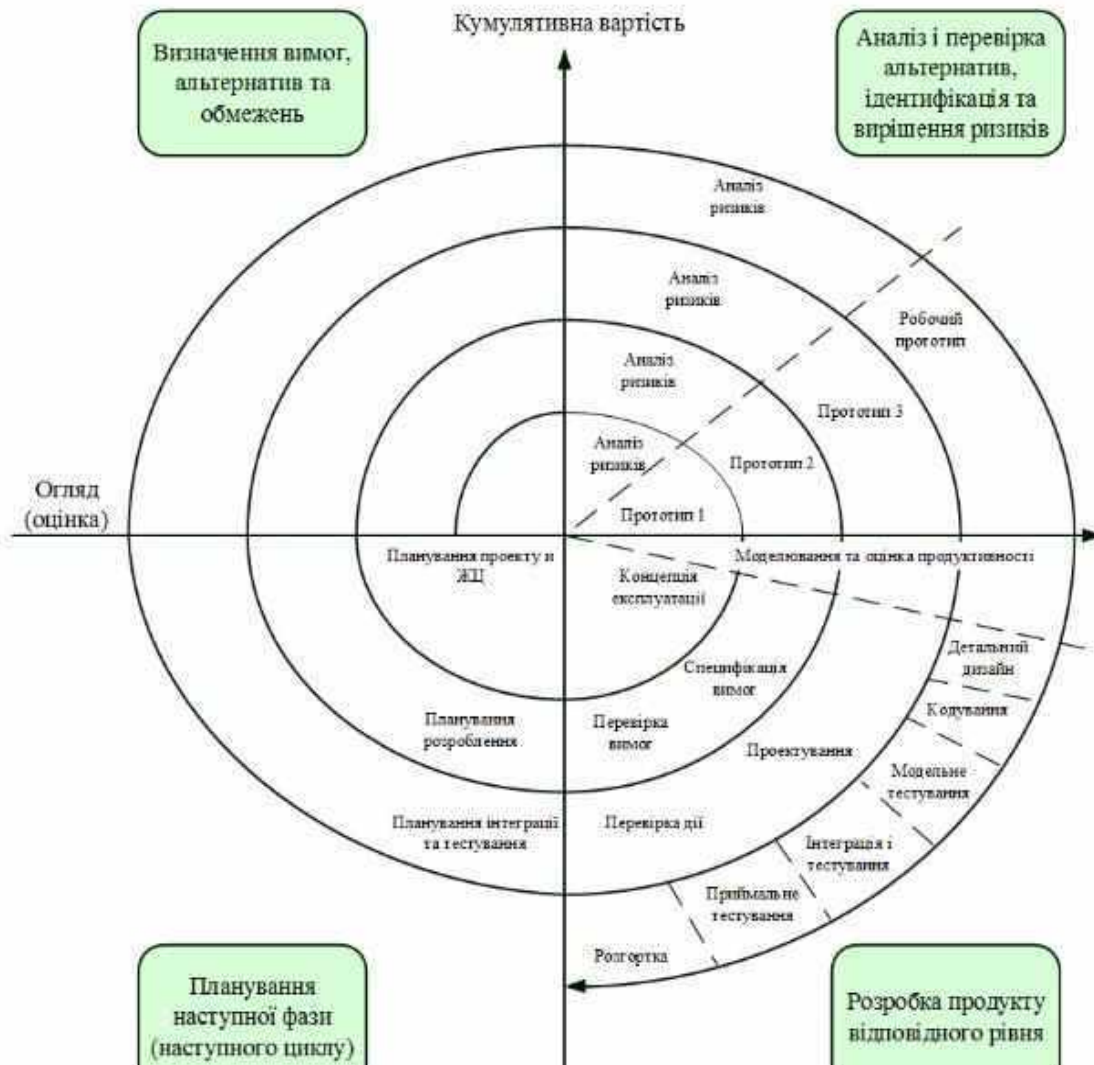 Кумулятивна вартість
Визначення вимог,
альтернатив та
обмежень
Аналіз і перевірка
альтернатив,
ідентифікація та
вирішення ризиків
Аналіз
ризиків
Аналіз
ризиків
Робочий
прототип
Аналіз
ризиків
Прототип 3
Аналіз
ризиків
Прототип 2
Огляд
(оцінка)
Прототип 1
Планування проекту и
ЖЦ
Моделювання та оцінка продуктивності
Концепція
експлуатації
Детальний
дизайн
Специфікація
вимог
Кодування
Планування
розроблення
Перевірка
вимог
Проектування
Модельне
тестування
Планування інтеграції
та тестування
Перевірка дії
Інтеграція і
тестування
Приймальне
тестування
Розгортка
Планування
наступної фази
(наступного циклу)
Розробка продукту
відповідного рівня